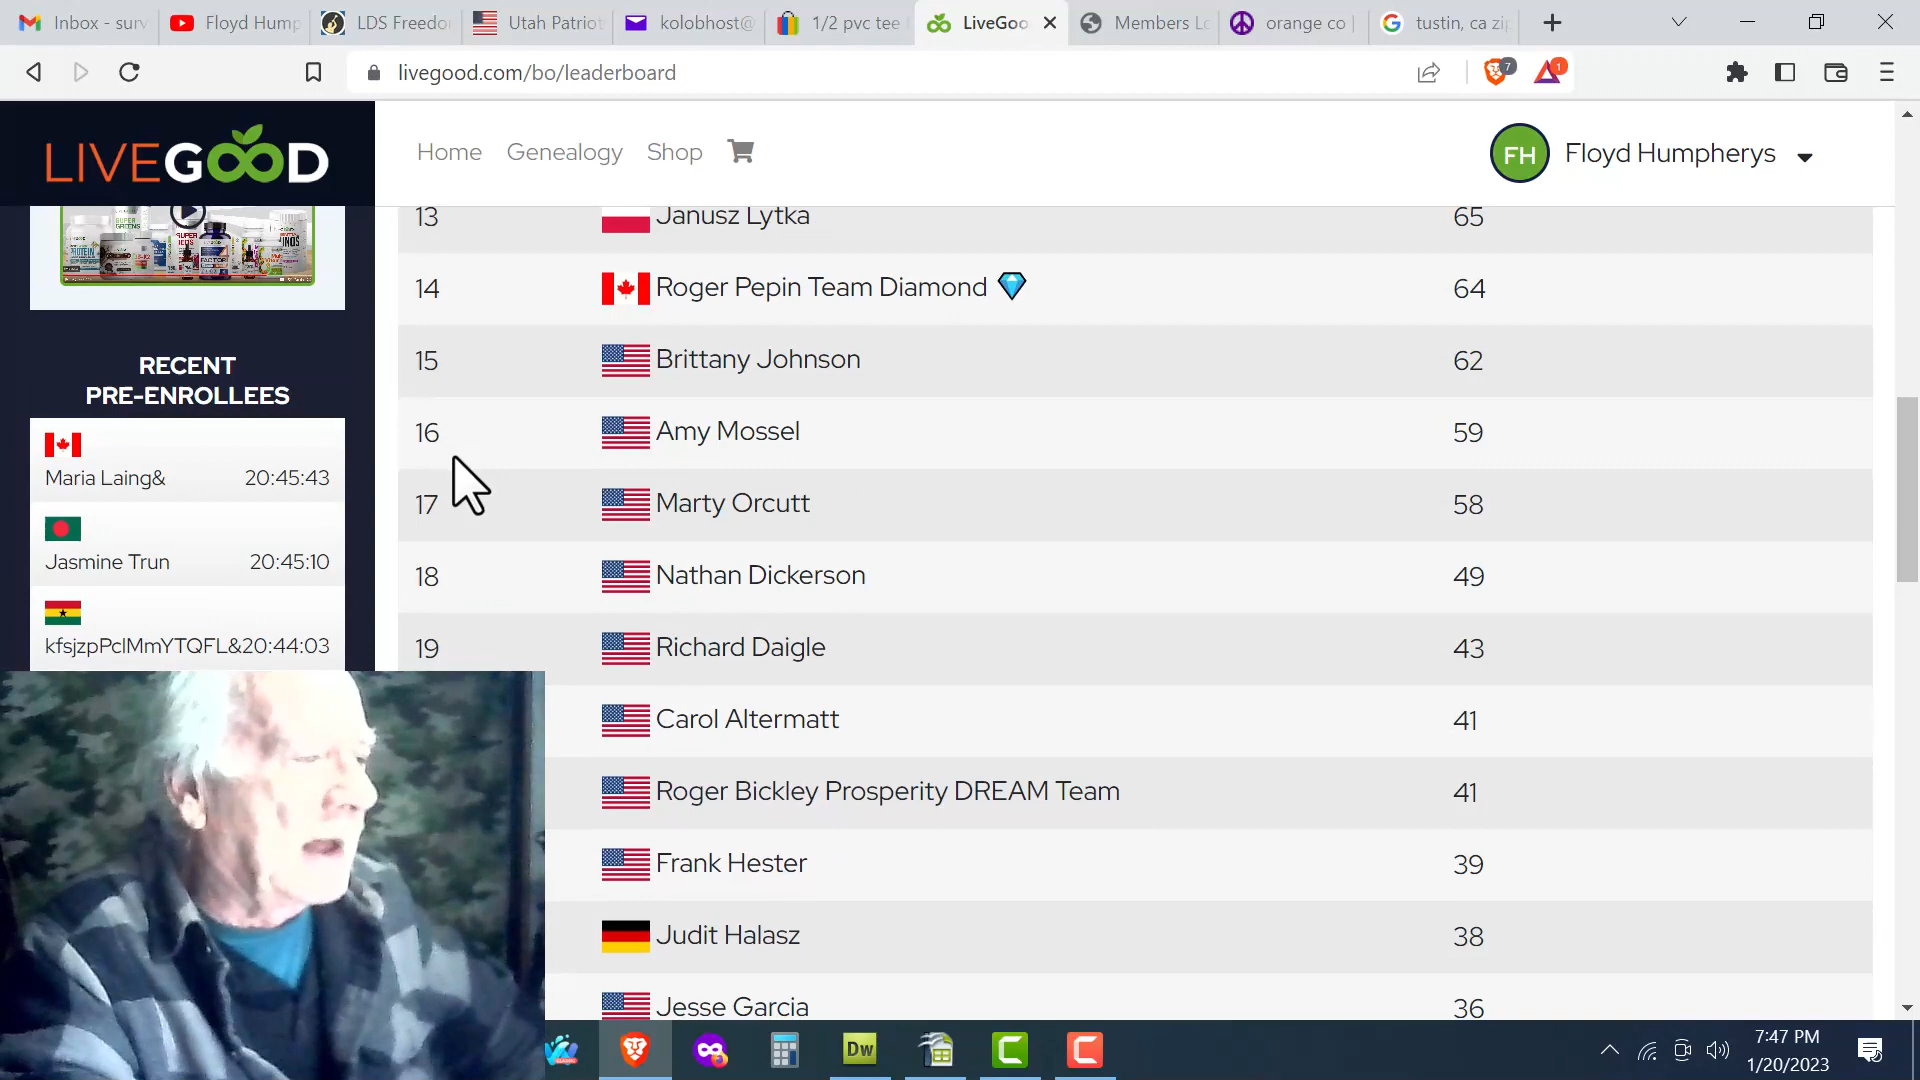 Inbox - surv
Floyd Hump
LDS Freedo
Utah Patriot
kolobhost@
1/2 pvc tee
LiveGoo
Members Lo
orange co
tustin, ca zip
livegood.com/bo/leaderboard
7
1
LIVEGOOD
Home
Genealogy
Shop
FH
Floyd Humpherys
13 Janusz Lytka 65
14 Roger Pepin Team Diamond 64
15 Brittany Johnson 62
16 Amy Mossel 59
17 Marty Orcutt 58
18 Nathan Dickerson 49
19 Richard Daigle 43
Carol Altermatt 41
Roger Bickley Prosperity DREAM Team 41
Frank Hester 39
Judit Halasz 38
Jesse Garcia 36
RECENT
PRE-ENROLLEES
Maria Laing& 20:45:43
Jasmine Trun 20:45:10
kfsjzpPclMmYTQFL&20:44:03
Dw
7:47 PM
1/20/2023